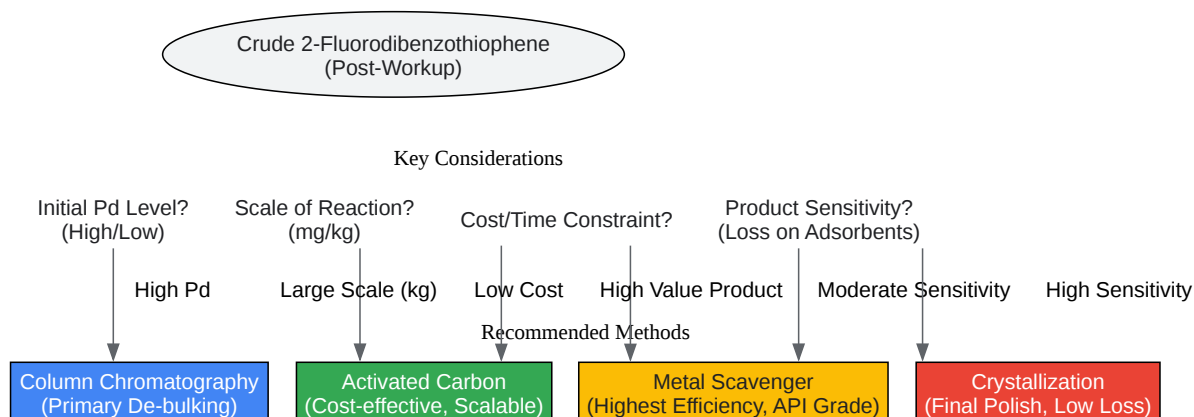 Crude 2-Fluorodibenzothiophene
(Post-Workup)
Key Considerations
Initial Pd Level?
(High/Low)
Scale of Reaction?
(mg/kg)
Cost/Time Constraint?
Product Sensitivity?
(Loss on Adsorbents)
High Pd
Large Scale (kg)
Low Cost
High Value Product
Moderate Sensitivity
High Sensitivity
Recommended Methods
Column Chromatography
(Primary De-bulking)
Activated Carbon
(Cost-effective, Scalable)
Metal Scavenger
(Highest Efficiency, API Grade)
Crystallization
(Final Polish, Low Loss)